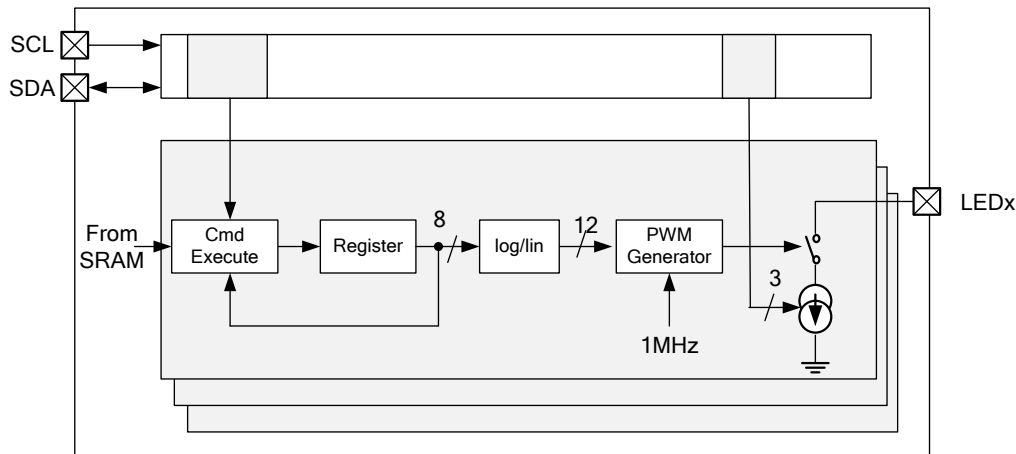 SCL
SDA
LEDx
From
SRAM
Cmd
Execute
Register
8
log/lin
12
PWM
Generator
3
1MHz